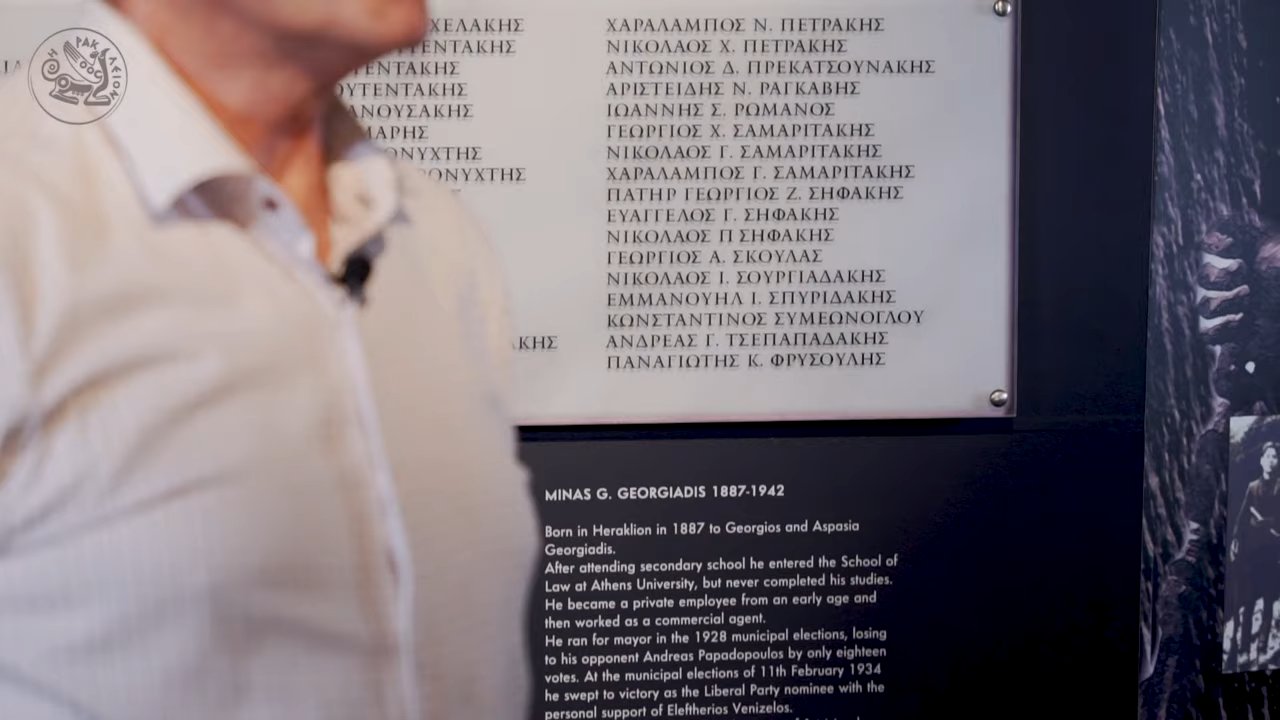 ΗΡΑΚΛΕΙΟΝ
ΧΑΡΑΛΑΜΠΟΣ Ν. ΠΕΤΡΑΚΗΣ
ΝΙΚΟΛΑΟΣ Χ. ΠΕΤΡΑΚΗΣ
ΑΝΤΩΝΙΟΣ Δ. ΠΡΕΚΑΤΣΟΥΝΑΚΗΣ
ΑΡΙΣΤΕΙΔΗΣ Ν. ΡΑΓΚΑΒΗΣ
ΙΩΑΝΝΗΣ Σ. ΡΩΜΑΝΟΣ
ΓΕΩΡΓΙΟΣ Χ. ΣΑΜΑΡΙΤΑΚΗΣ
ΝΙΚΟΛΑΟΣ Γ. ΣΑΜΑΡΙΤΑΚΗΣ
ΧΑΡΑΛΑΜΠΟΣ Γ. ΣΑΜΑΡΙΤΑΚΗΣ
ΠΑΤΗΡ ΓΕΩΡΓΙΟΣ Ζ. ΣΗΦΑΚΗΣ
ΕΥΑΓΓΕΛΟΣ Γ. ΣΗΦΑΚΗΣ
ΝΙΚΟΛΑΟΣ Π ΣΗΦΑΚΗΣ
ΓΕΩΡΓΙΟΣ Α. ΣΚΟΥΛΑΣ
ΝΙΚΟΛΑΟΣ Ι. ΣΟΥΡΓΙΑΔΑΚΗΣ
ΕΜΜΑΝΟΥΗΛ Ι. ΣΠΥΡΙΔΑΚΗΣ
ΚΩΝΣΤΑΝΤΙΝΟΣ ΣΥΜΕΩΝΟΓΛΟΥ
ΑΝΔΡΕΑΣ Γ. ΤΣΕΠΑΠΑΔΑΚΗΣ
ΠΑΝΑΓΙΩΤΗΣ Κ. ΦΡΥΣΟΥΛΗΣ
MINAS G. GEORGIADIS 1887-1942
Born in Heraklion in 1887 to Georgios and Aspasia
Georgiadis.
After attending secondary school he entered the School of
Law at Athens University, but never completed his studies.
He became a private employee from an early age and
then worked as a commercial agent.
He ran for mayor in the 1928 municipal elections, losing
to his opponent Andreas Papadopoulos by only eighteen
votes. At the municipal elections of 11th February 1934
he swept to victory as the Liberal Party nominee with the
personal support of Eleftherios Venizelos.